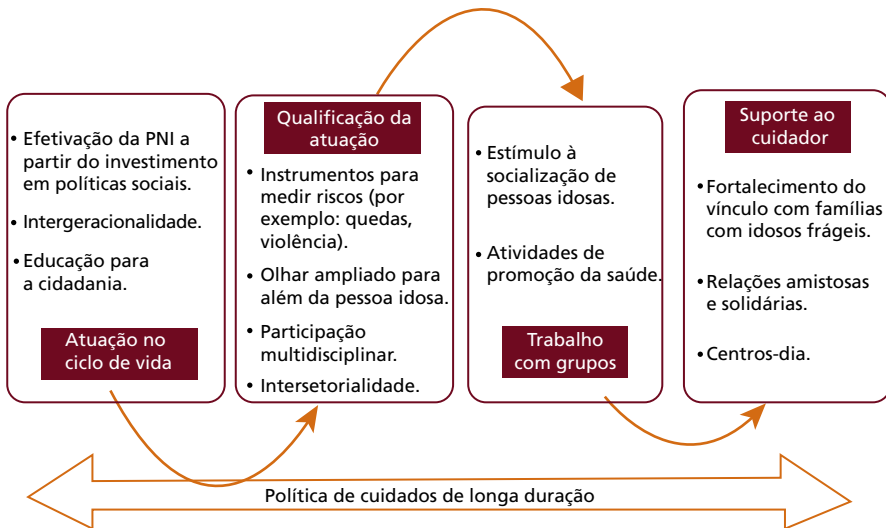 • Efetivação da PNI a
partir do investimento
em políticas sociais.
• Intergeracionalidade.
• Educação para
a cidadania.
Atuação no
ciclo de vida
Qualificação da
atuação
• Instrumentos para
medir riscos (por
exemplo: quedas,
violência).
• Olhar ampliado para
além da pessoa idosa.
• Participação
multidisciplinar.
• Intersetorialidade.
• Estímulo à
socialização de
pessoas idosas.
• Atividades de
promoção da saúde.
Trabalho
com grupos
Suporte ao
cuidador
• Fortalecimento do
vínculo com famílias
com idosos frágeis.
• Relações amistosas
e solidárias.
• Centros-dia.
Política de cuidados de longa duração